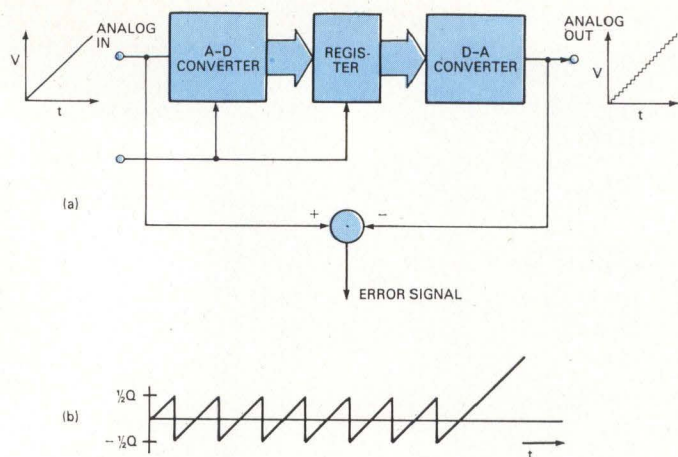 ANALOG
IN
V
t
A-D
CONVERTER
REGIS-
TER
D-A
CONVERTER
ANALOG
OUT
V
t
(a)
+
−
ERROR SIGNAL
(b)
½Q
− ½Q
t